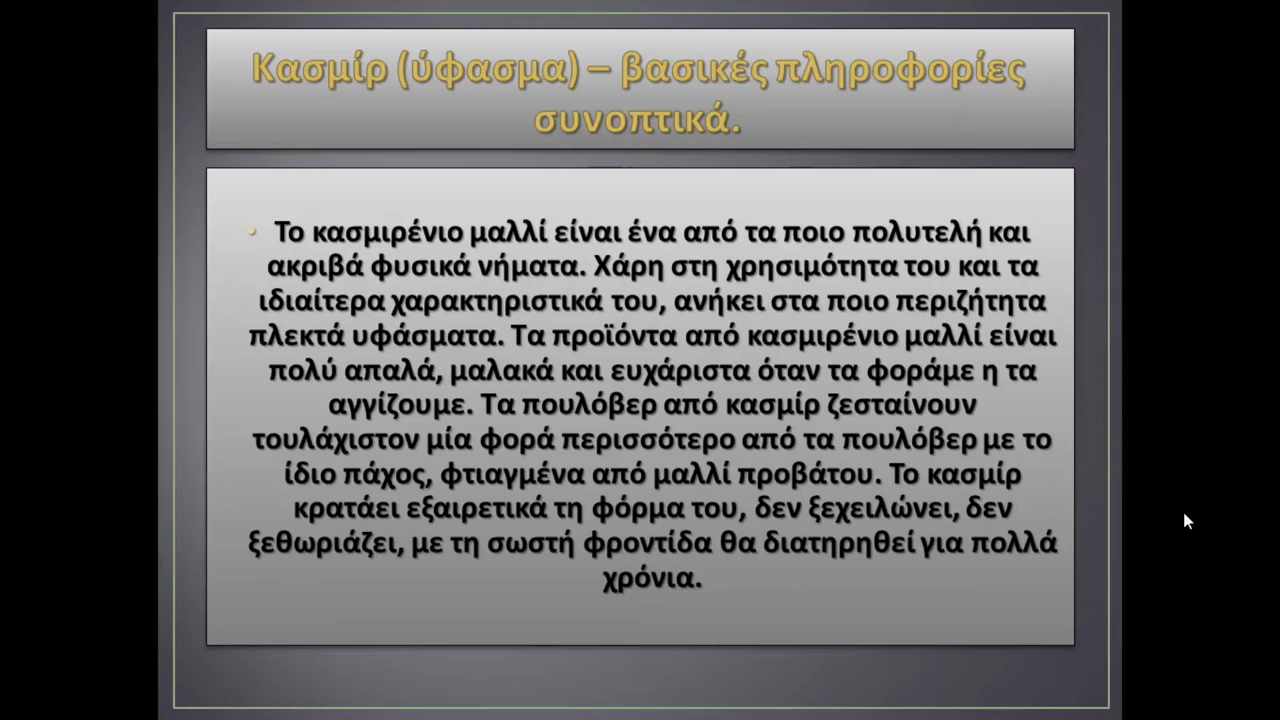 Κασμίρ (ύφασμα) – βασικές πληροφορίες
συνοπτικά.
• Το κασμιρένιο μαλλί είναι ένα από τα ποιο πολυτελή και
ακριβά φυσικά νήματα. Χάρη στη χρησιμότητα του και τα
ιδιαίτερα χαρακτηριστικά του, ανήκει στα ποιο περιζήτητα
πλεκτά υφάσματα. Τα προϊόντα από κασμιρένιο μαλλί είναι
πολύ απαλά, μαλακά και ευχάριστα όταν τα φοράμε η τα
αγγίζουμε. Τα πουλόβερ από κασμίρ ζεσταίνουν
τουλάχιστον μία φορά περισσότερο από τα πουλόβερ με το
ίδιο πάχος, φτιαγμένα από μαλλί προβάτου. Το κασμίρ
κρατάει εξαιρετικά τη φόρμα του, δεν ξεχειλώνει, δεν
ξεθωριάζει, με τη σωστή φροντίδα θα διατηρηθεί για πολλά
χρόνια.